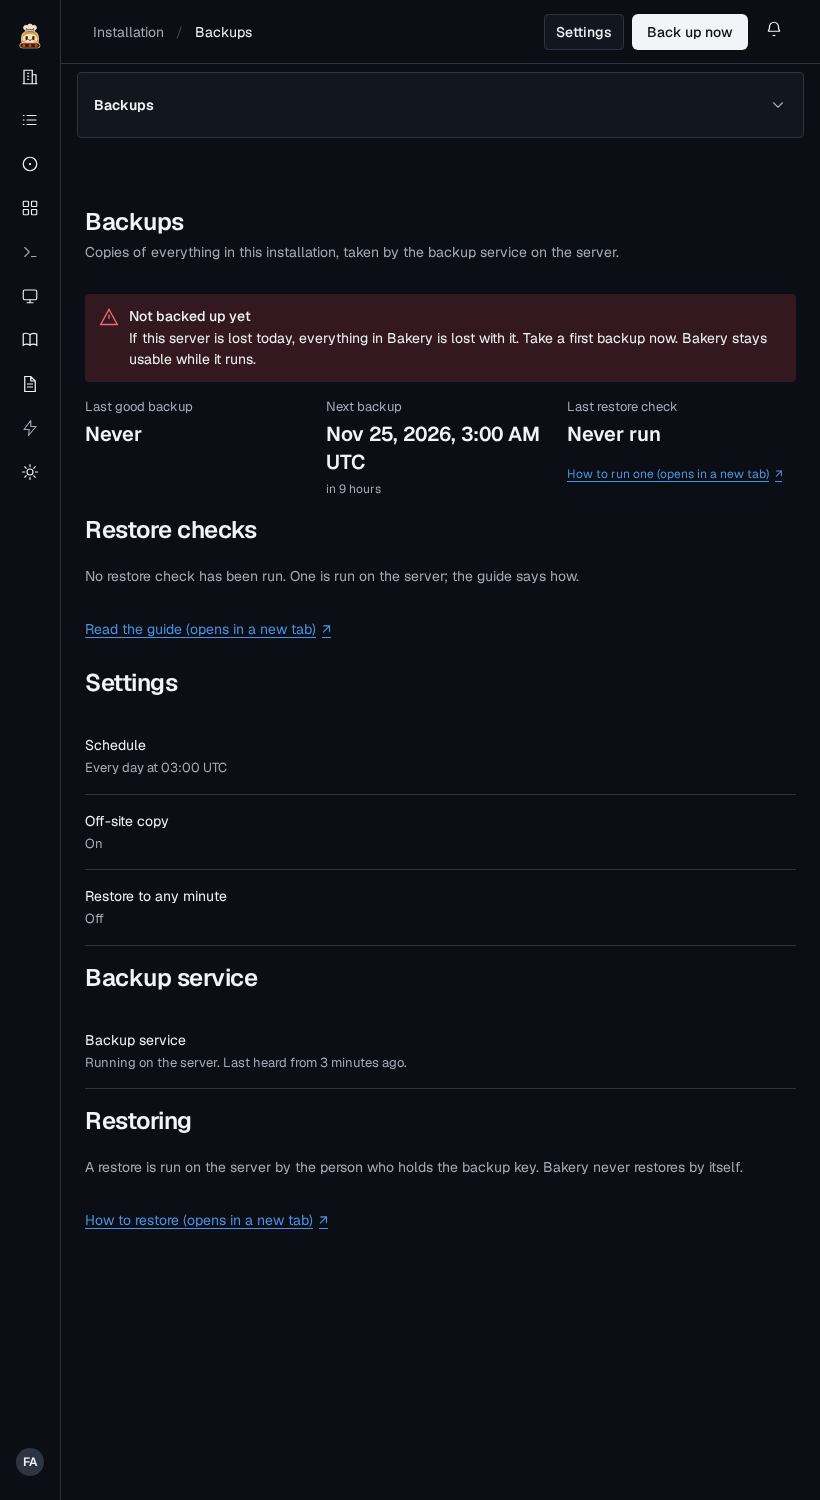 Installation / Backups
Settings
Back up now
Backups
Backups
Copies of everything in this installation, taken by the backup service on the server.
Not backed up yet
If this server is lost today, everything in Bakery is lost with it. Take a first backup now. Bakery stays
usable while it runs.
Last good backup
Never
Next backup
Nov 25, 2026, 3:00 AM
UTC
in 9 hours
Last restore check
Never run
How to run one (opens in a new tab) ↗
Restore checks
No restore check has been run. One is run on the server; the guide says how.
Read the guide (opens in a new tab) ↗
Settings
Schedule
Every day at 03:00 UTC
Off-site copy
On
Restore to any minute
Off
Backup service
Backup service
Running on the server. Last heard from 3 minutes ago.
Restoring
A restore is run on the server by the person who holds the backup key. Bakery never restores by itself.
How to restore (opens in a new tab) ↗
FA